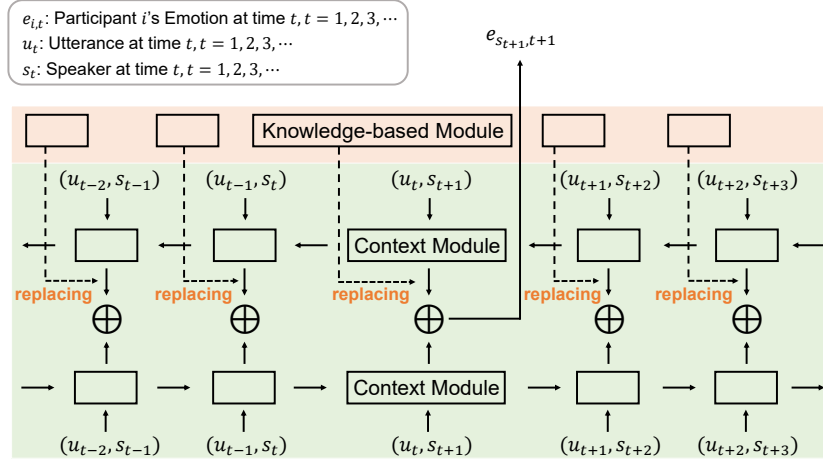 e_{i,t}: Participant i's Emotion at time t, t = 1, 2, 3, ⋯
u_t: Utterance at time t, t = 1, 2, 3, ⋯
s_t: Speaker at time t, t = 1, 2, 3, ⋯
e_{s_{t+1},t+1}
Knowledge-based Module
(u_{t−2}, s_{t−1}) (u_{t−1}, s_t) (u_t, s_{t+1}) (u_{t+1}, s_{t+2}) (u_{t+2}, s_{t+3})
Context Module
replacing replacing replacing replacing replacing
Context Module
(u_{t−2}, s_{t−1}) (u_{t−1}, s_t) (u_t, s_{t+1}) (u_{t+1}, s_{t+2}) (u_{t+2}, s_{t+3})